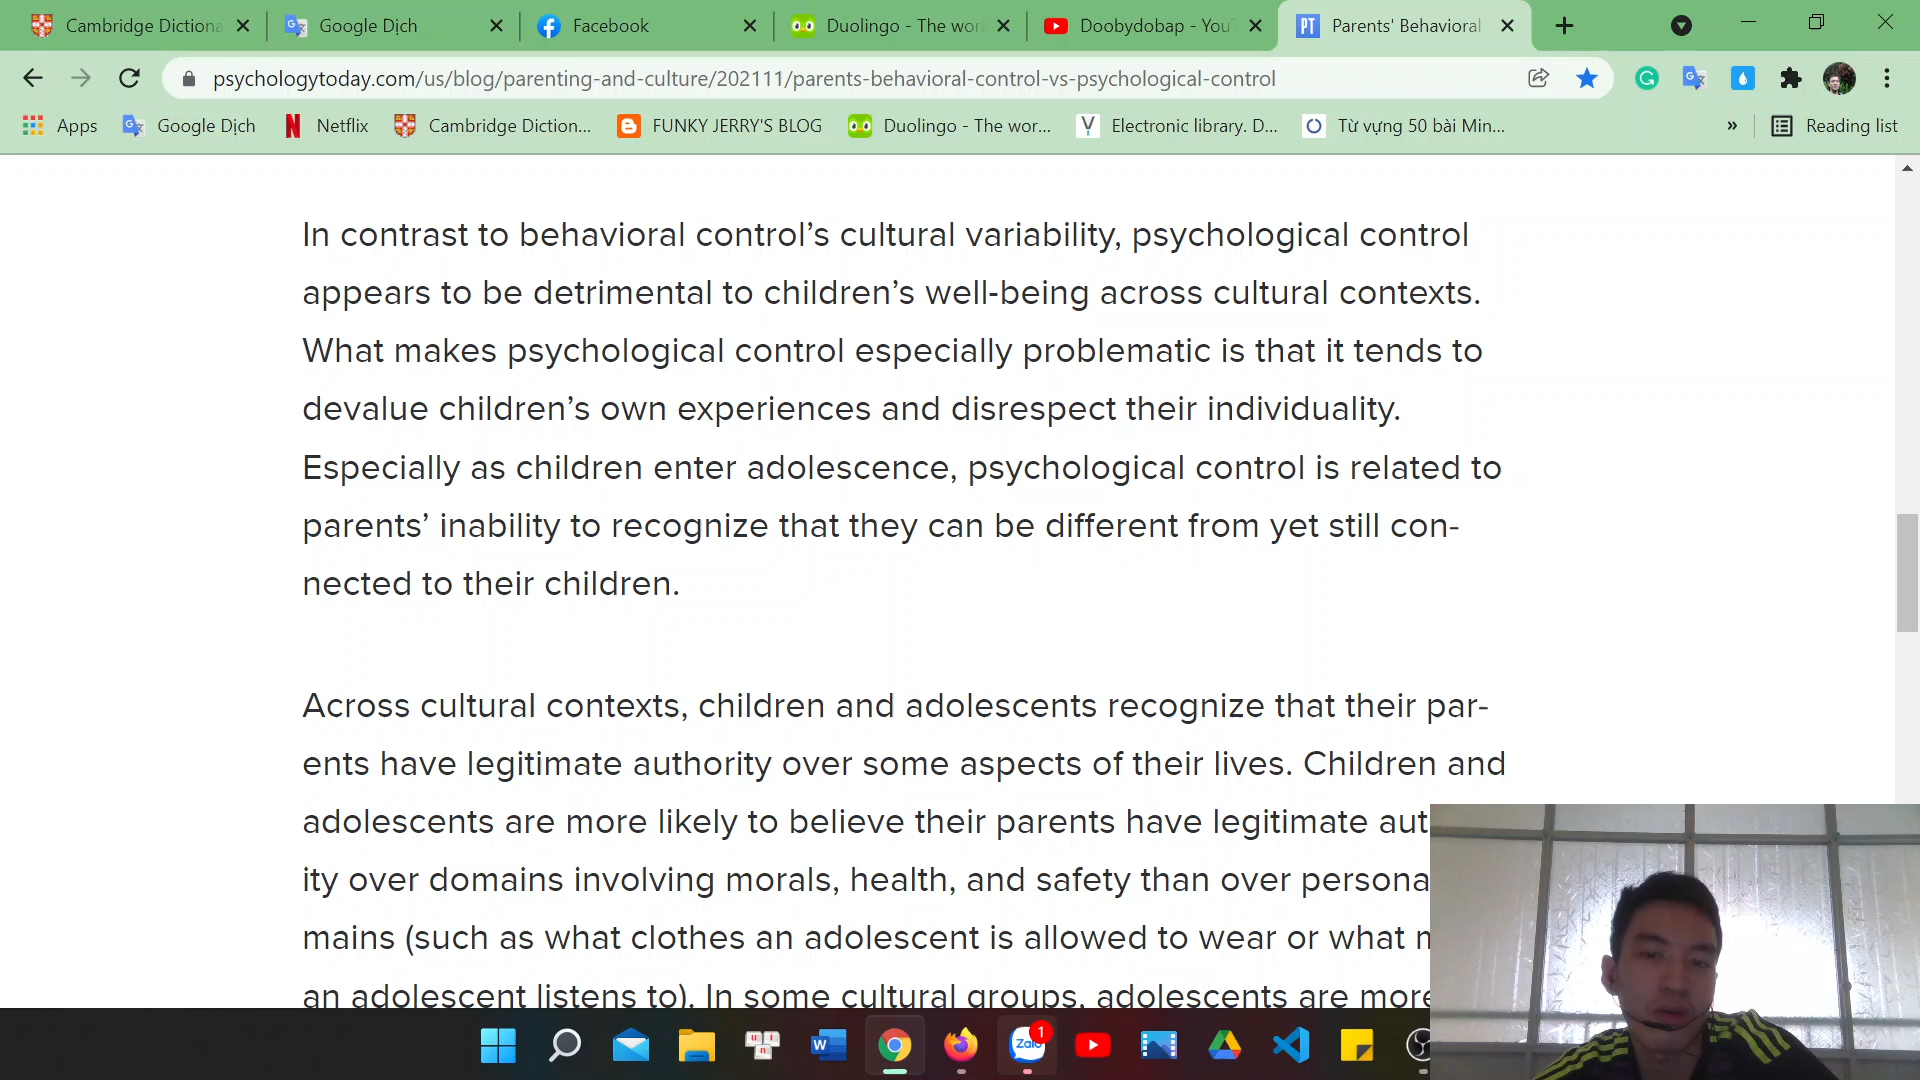 Cambridge Dictiona
Google Dịch
Facebook
Duolingo - The wor
Doobydobap - YouT
PT
Parents' Behavioral
psychologytoday.com/us/blog/parenting-and-culture/202111/parents-behavioral-control-vs-psychological-control
Apps
Google Dịch
Netflix
Cambridge Diction...
FUNKY JERRY'S BLOG
Duolingo - The wor...
Electronic library. D...
Từ vựng 50 bài Min...
»
Reading list
In contrast to behavioral control’s cultural variability, psychological control
appears to be detrimental to children’s well-being across cultural contexts.
What makes psychological control especially problematic is that it tends to
devalue children’s own experiences and disrespect their individuality.
Especially as children enter adolescence, psychological control is related to
parents’ inability to recognize that they can be different from yet still con-
nected to their children.
Across cultural contexts, children and adolescents recognize that their par-
ents have legitimate authority over some aspects of their lives. Children and
adolescents are more likely to believe their parents have legitimate aut
ity over domains involving morals, health, and safety than over persona
mains (such as what clothes an adolescent is allowed to wear or what m
an adolescent listens to). In some cultural groups, adolescents are more
Zalo
1